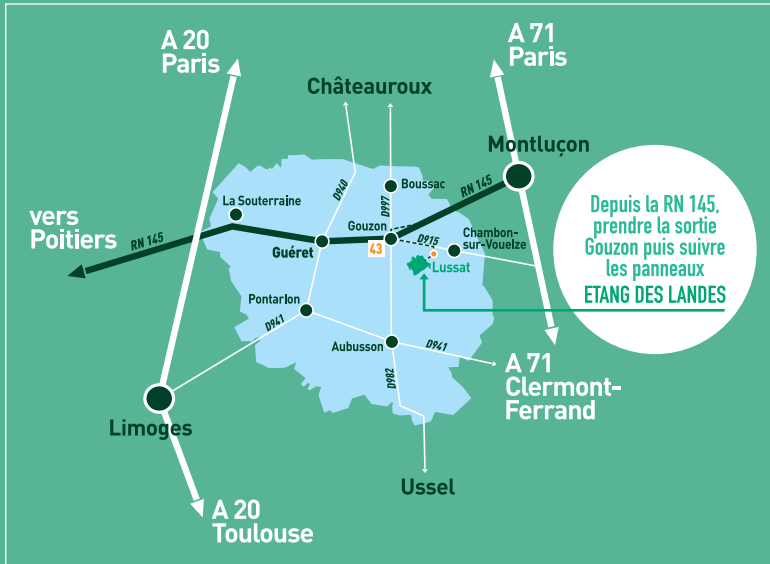 A 20
Paris
A 71
Paris
Châteauroux
Montluçon
D940
D997
Boussac
RN 145
La Souterraine
vers
Poitiers
RN 145
Gouzon
43
D915
Chambon-
sur-Vouelze
Guéret
Lussat
Depuis la RN 145,
prendre la sortie
Gouzon puis suivre
les panneaux
ETANG DES LANDES
Pontarlon
D941
Aubusson
D941
D982
A 71
Clermont-
Ferrand
Limoges
Ussel
A 20
Toulouse